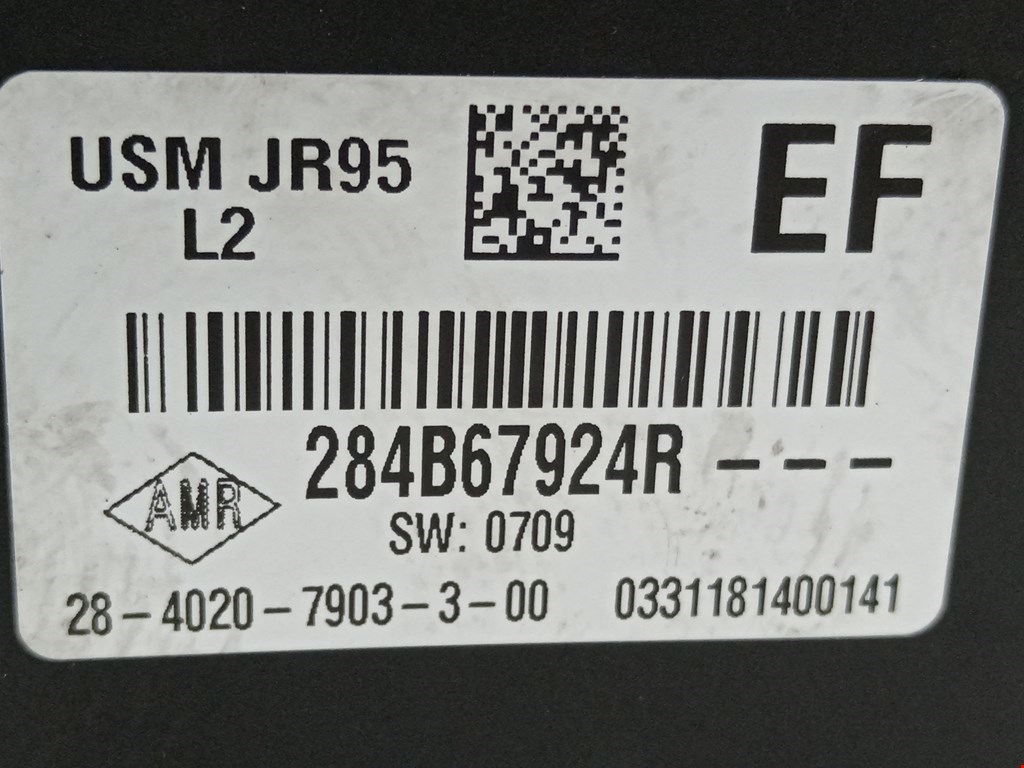 USM JR95
L2
EF
284B67924R - - -
AMR
SW: 0709
28-4020-7903-3-00 0331181400141